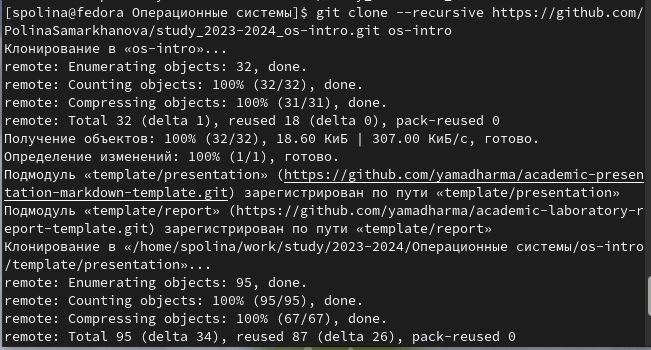 [spolina@fedora Операционные системы]$ git clone --recursive https://github.com/
PolinaSamarkhanova/study_2023-2024_os-intro.git os-intro
Клонирование в «os-intro»...
remote: Enumerating objects: 32, done.
remote: Counting objects: 100% (32/32), done.
remote: Compressing objects: 100% (31/31), done.
remote: Total 32 (delta 1), reused 18 (delta 0), pack-reused 0
Получение объектов: 100% (32/32), 18.60 КиБ | 307.00 КиБ/с, готово.
Определение изменений: 100% (1/1), готово.
Подмодуль «template/presentation» (https://github.com/yamadharma/academic-presen
tation-markdown-template.git) зарегистрирован по пути «template/presentation»
Подмодуль «template/report» (https://github.com/yamadharma/academic-laboratory-r
eport-template.git) зарегистрирован по пути «template/report»
Клонирование в «/home/spolina/work/study/2023-2024/Операционные системы/os-intro
/template/presentation»...
remote: Enumerating objects: 95, done.
remote: Counting objects: 100% (95/95), done.
remote: Compressing objects: 100% (67/67), done.
remote: Total 95 (delta 34), reused 87 (delta 26), pack-reused 0